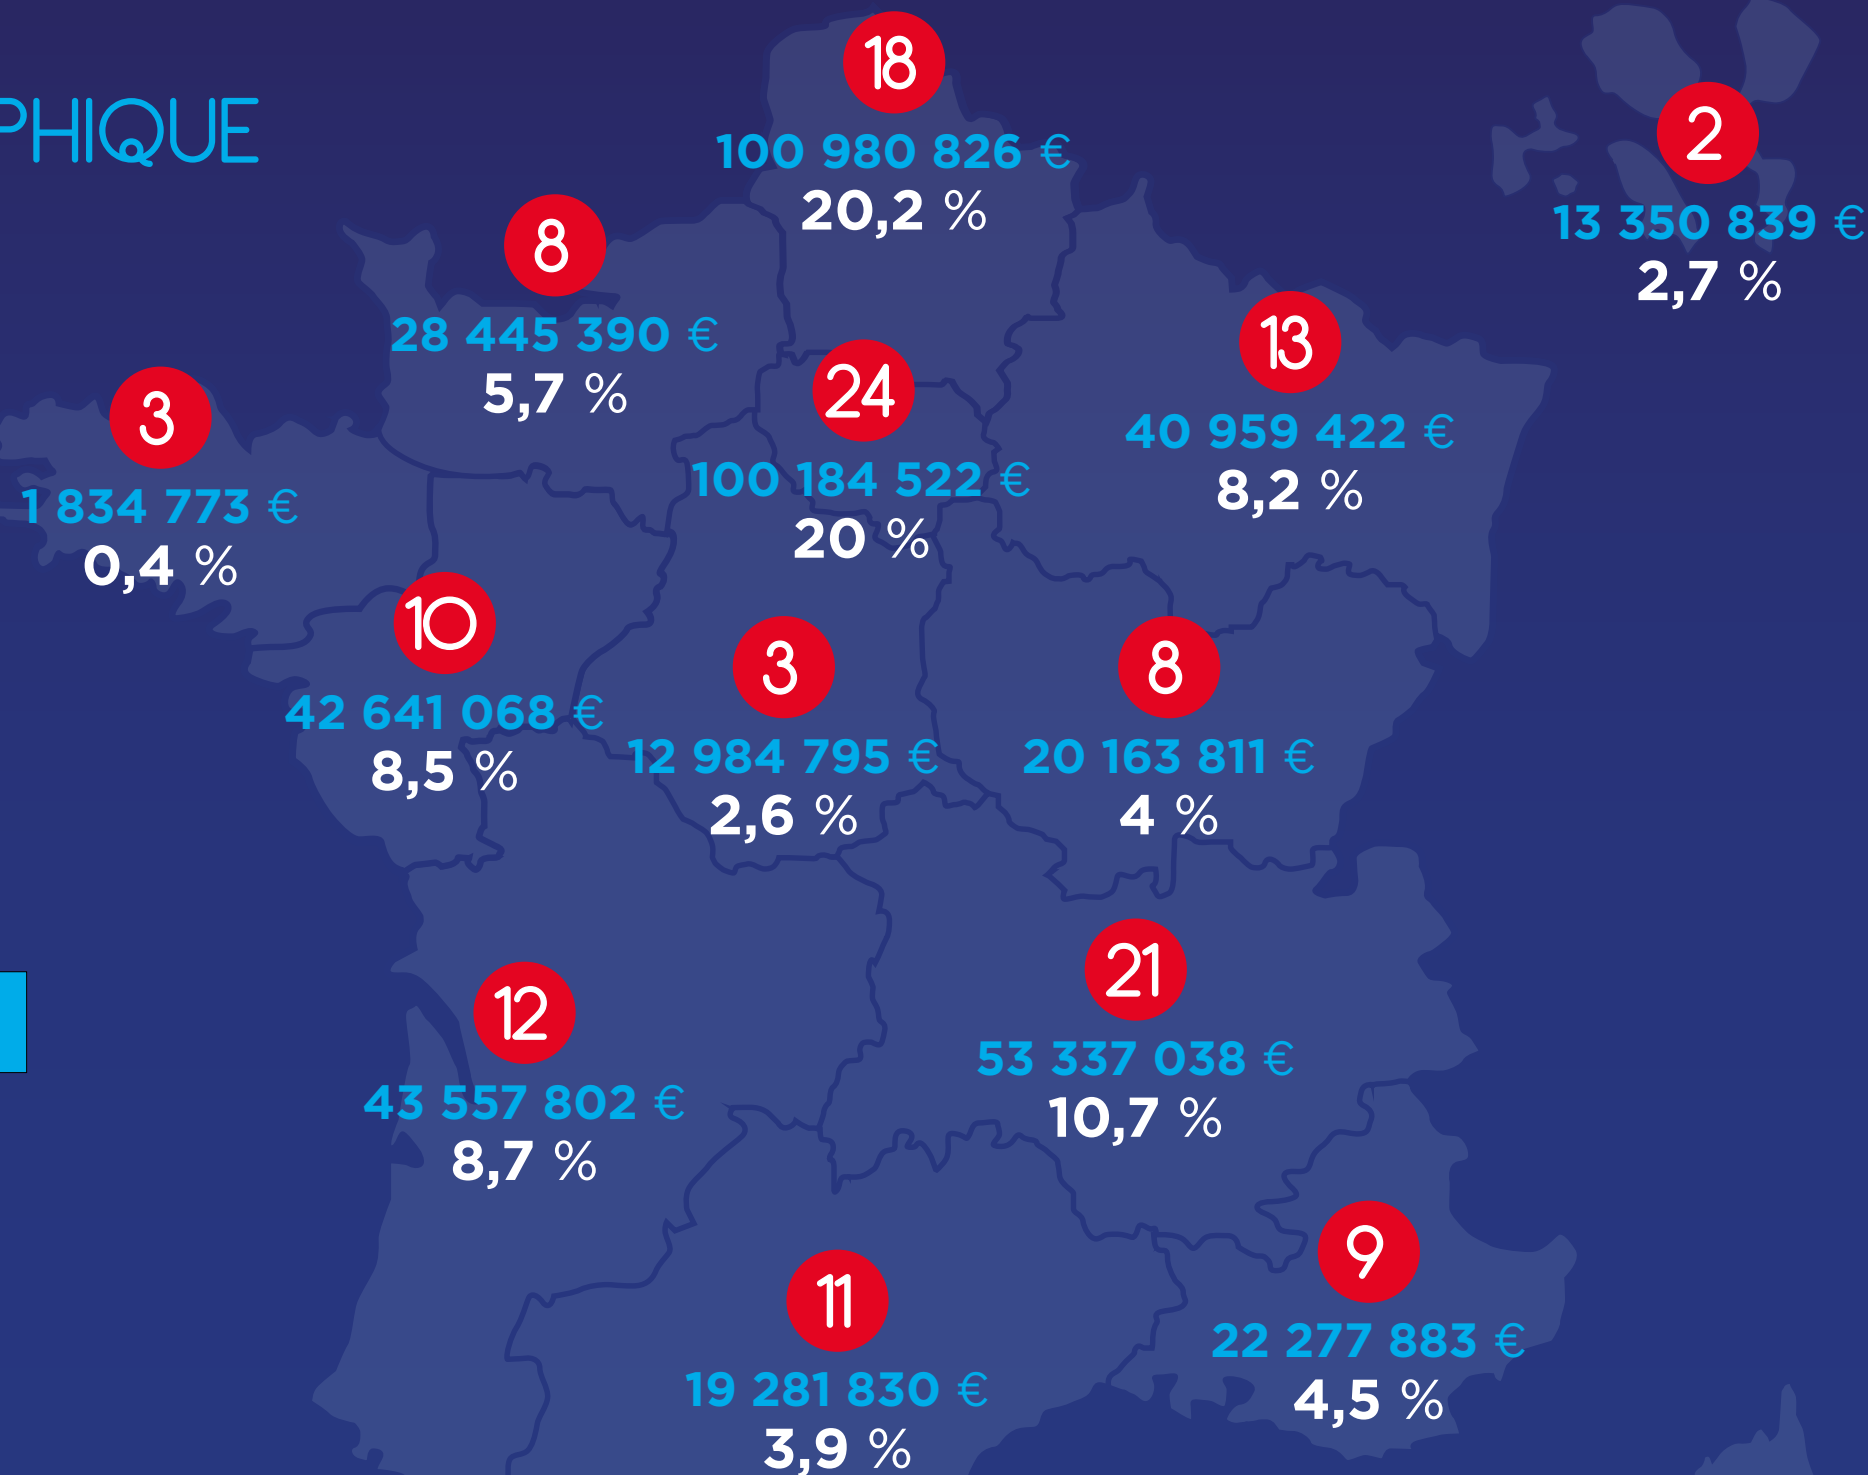 PHIQUE
18
100 980 826 €
20,2 %
2
13 350 839 €
2,7 %
8
28 445 390 €
5,7 %
13
40 959 422 €
8,2 %
24
100 184 522 €
20 %
3
1 834 773 €
0,4 %
10
42 641 068 €
8,5 %
3
12 984 795 €
2,6 %
8
20 163 811 €
4 %
21
53 337 038 €
10,7 %
12
43 557 802 €
8,7 %
9
22 277 883 €
4,5 %
11
19 281 830 €
3,9 %